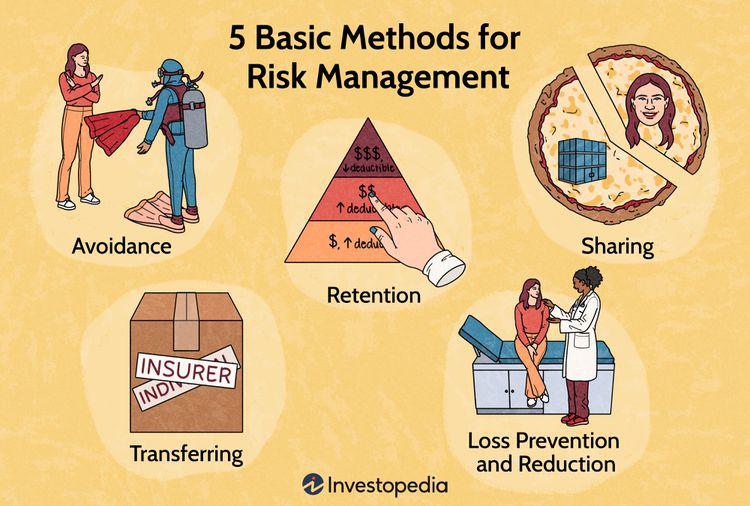 5 Basic Methods for
Risk Management
Avoidance
$$$,
↓deductible
$$
↑
$, ↑
Retention
Sharing
INSURER
Transferring
Loss Prevention
and Reduction
Investopedia